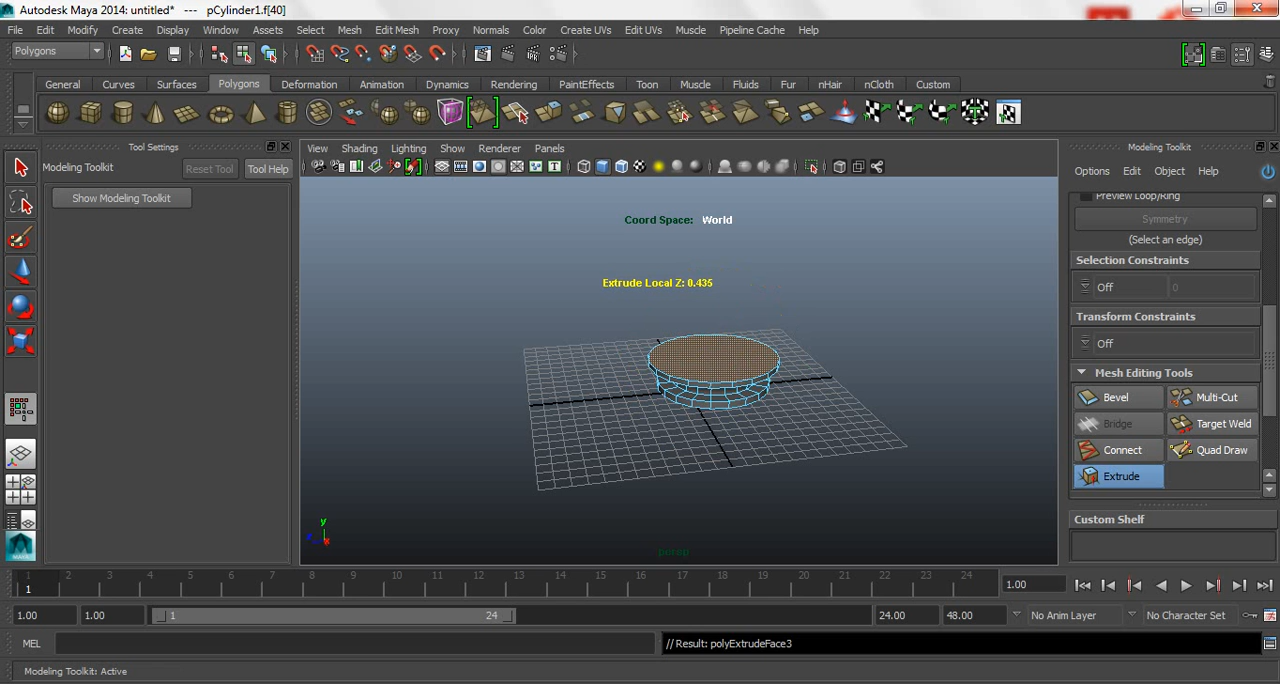 Autodesk Maya 2014: untitled* --- pCylinder1.f[40]
File Edit Modify Create Display Window Assets Select Mesh Edit Mesh Proxy Normals Color Create UVs Edit UVs Muscle Pipeline Cache Help
Polygons
General Curves Surfaces Polygons Deformation Animation Dynamics Rendering PaintEffects Toon Muscle Fluids Fur nHair nCloth Custom
Tool Settings
Modeling Toolkit Reset Tool Tool Help
Show Modeling Toolkit
View Shading Lighting Show Renderer Panels
Coord Space: World
Extrude Local Z: 0.435
y
x
persp
Modeling Toolkit
Options Edit Object Help
Preview Loop/Ring
Symmetry
(Select an edge)
Selection Constraints
Off 0
Transform Constraints
Off
Mesh Editing Tools
Bevel Multi-Cut
Bridge Target Weld
Connect Quad Draw
Extrude
Custom Shelf
MAYA
1 2 3 4 5 6 7 8 9 10 11 12 13 14 15 16 17 18 19 20 21 22 23 24
1 1.00
1.00 1.00 1 24 24.00 48.00 No Anim Layer No Character Set
MEL // Result: polyExtrudeFace3
Modeling Toolkit: Active